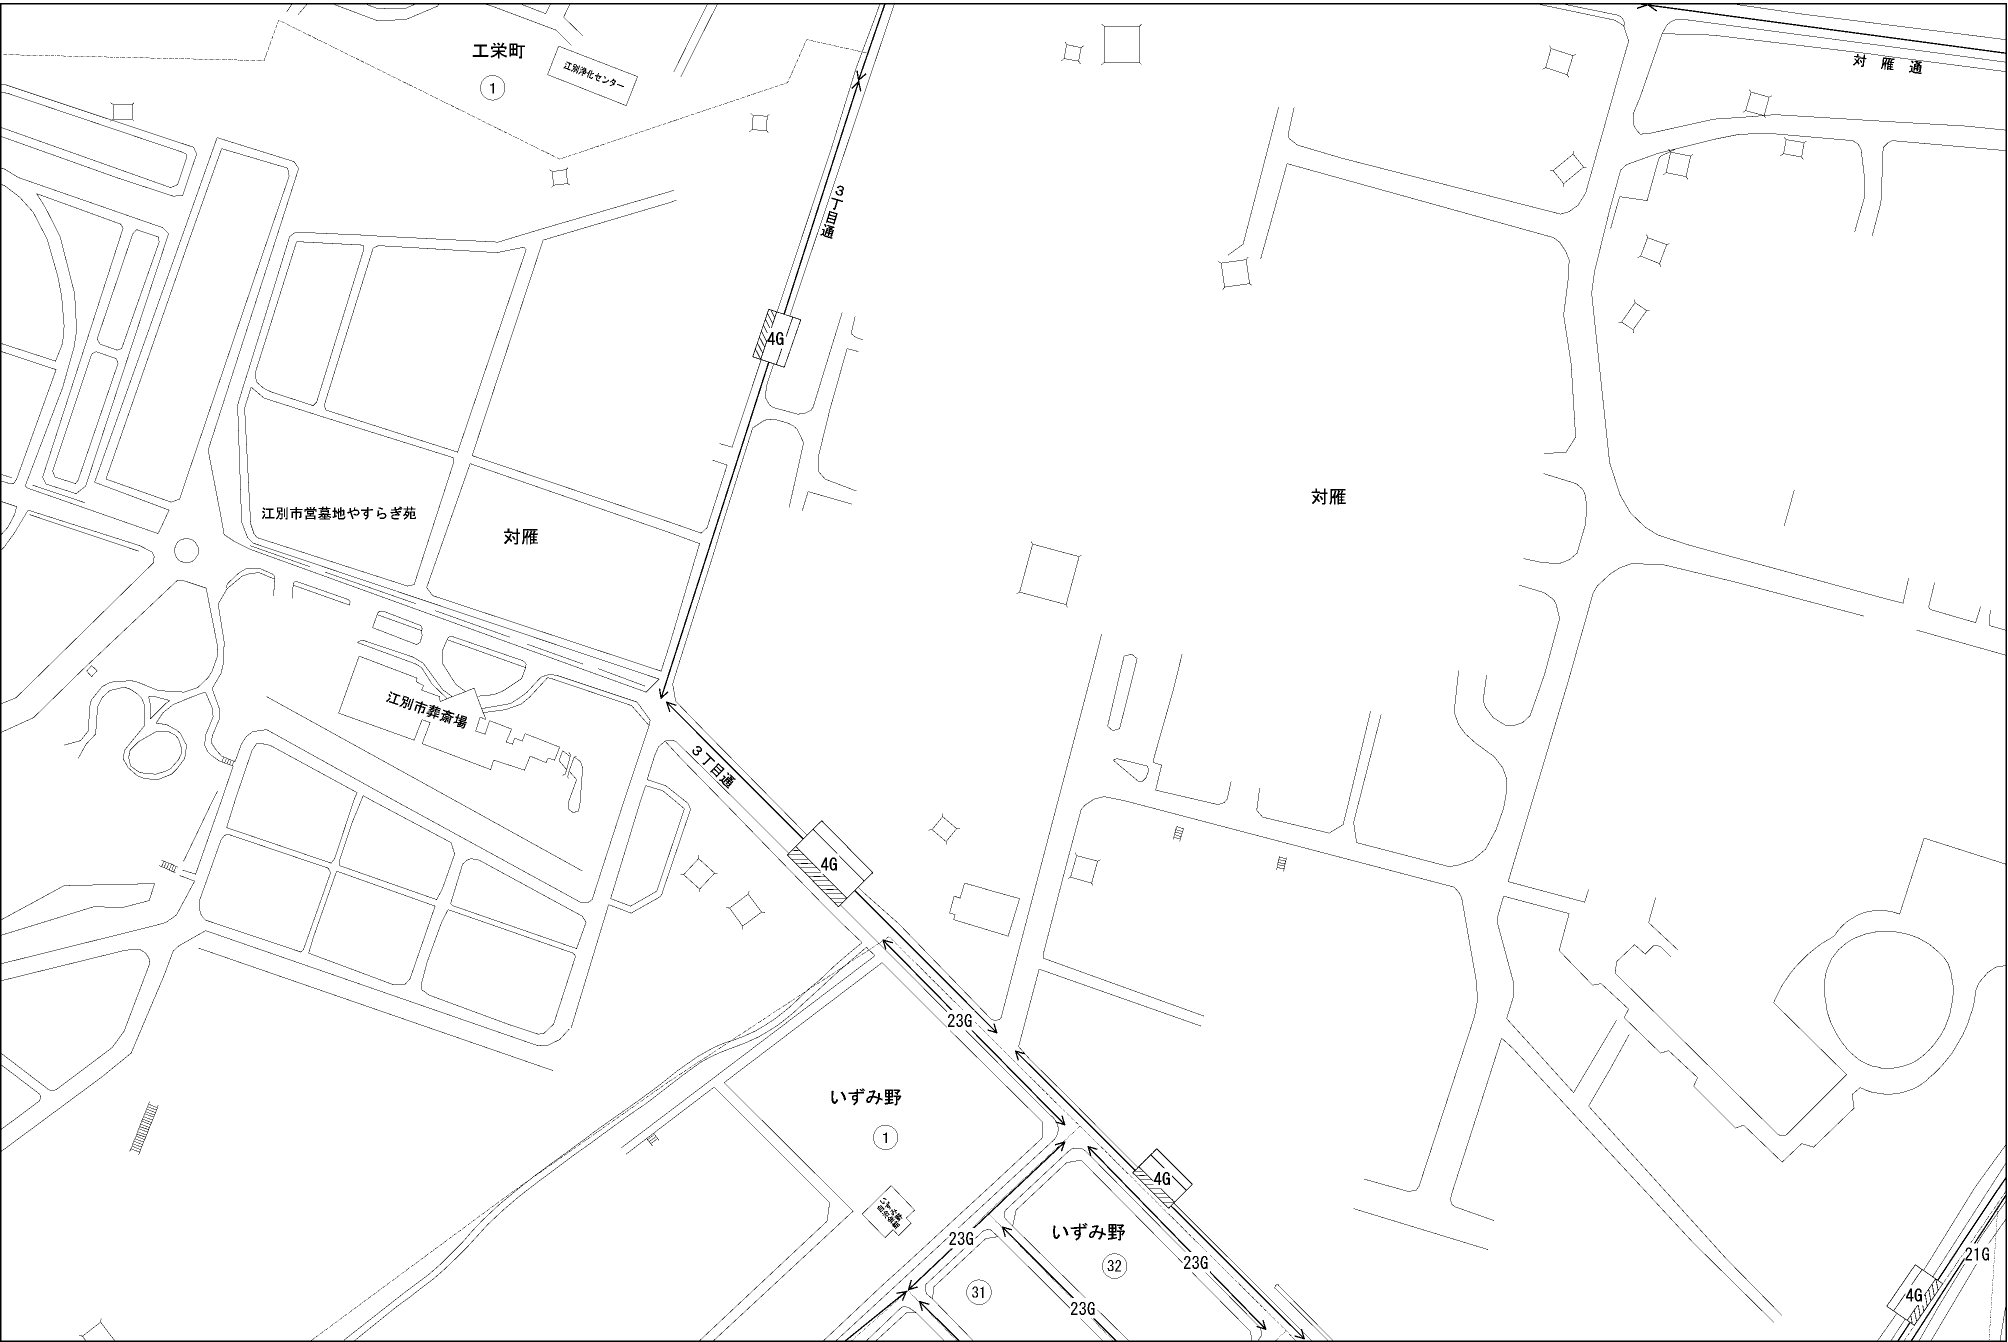 工栄町
江別浄化センター
1
対雁通
3丁目通
4G
対雁
江別市営墓地やすらぎ苑
対雁
江別市葬斎場
3丁目通
4G
23G
いずみ野
1
4G
いずみ野
23G
32
23G
31
23G
21G
4G